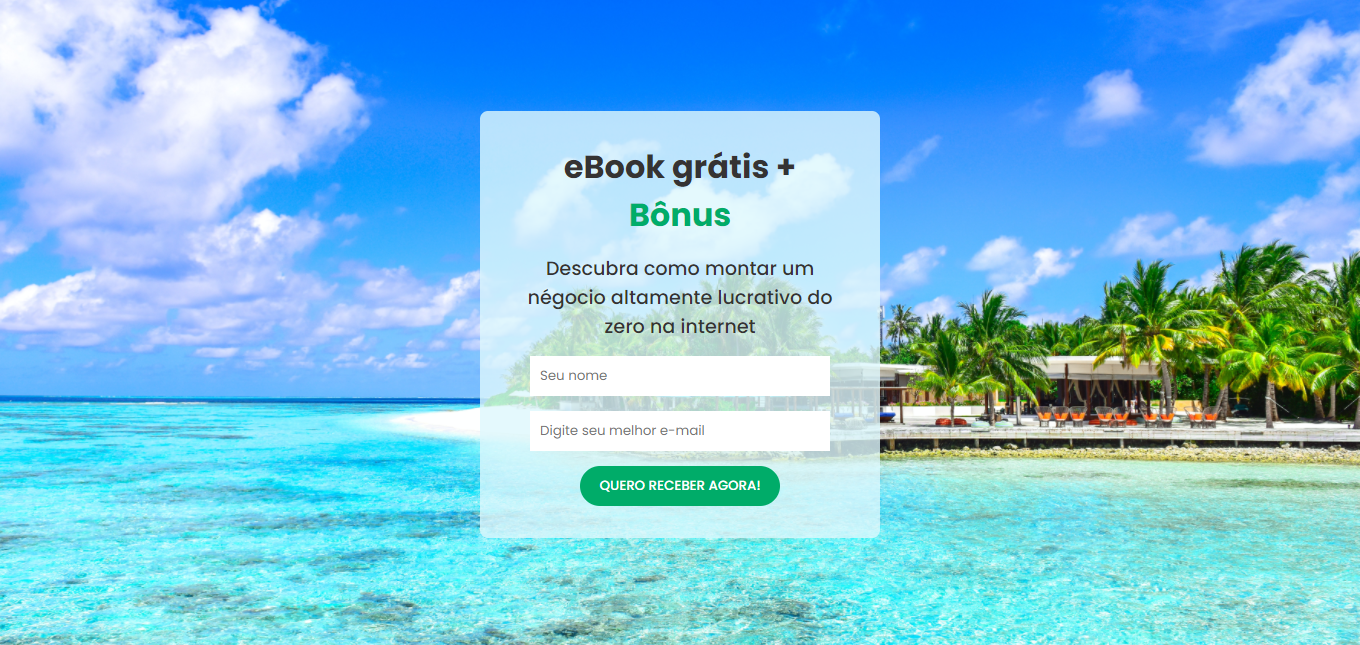 eBook grátis +
Bônus
Descubra como montar um
négocio altamente lucrativo do
zero na internet
Seu nome
Digite seu melhor e-mail
QUERO RECEBER AGORA!